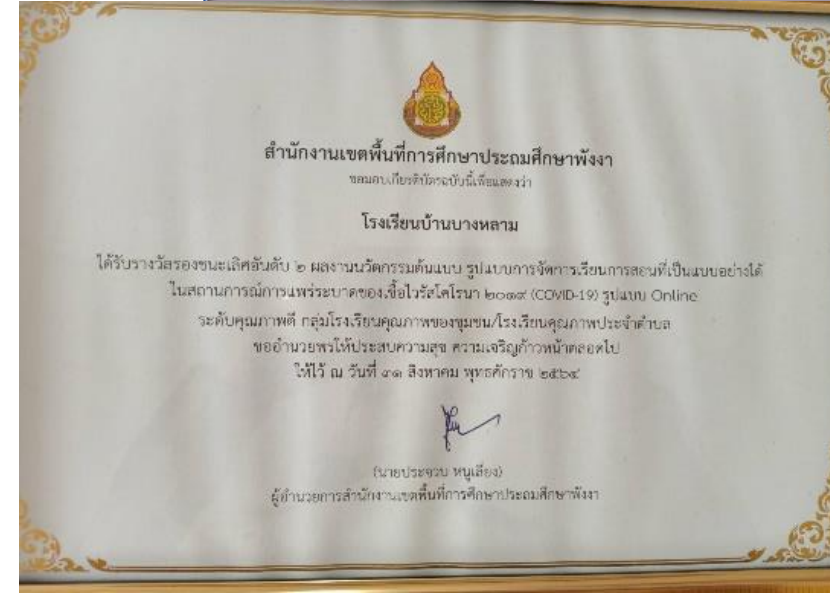 สำนักงานเขตพื้นที่การศึกษาประถมศึกษาพังงา
ขอมอบเกียรติบัตรฉบับนี้เพื่อแสดงว่า
โรงเรียนบ้านบางหลาม
ได้รับรางวัลรองชนะเลิศอันดับ ๒ ผลงานนวัตกรรมต้นแบบ รูปแบบการจัดการเรียนการสอนที่เป็นแบบอย่างได้
ในสถานการณ์การแพร่ระบาดของเชื้อไวรัสโคโรนา ๒๐๑๙ (COVID-19) รูปแบบ Online
ระดับคุณภาพดี กลุ่มโรงเรียนคุณภาพของชุมชน/โรงเรียนคุณภาพประจำตำบล
ขออำนวยพรให้ประสบความสุข ความเจริญก้าวหน้าตลอดไป
ให้ไว้ ณ วันที่ ๓๑ สิงหาคม พุทธศักราช ๒๕๖๔
(นายประจวบ หนูเลี่ยง)
ผู้อำนวยการสำนักงานเขตพื้นที่การศึกษาประถมศึกษาพังงา